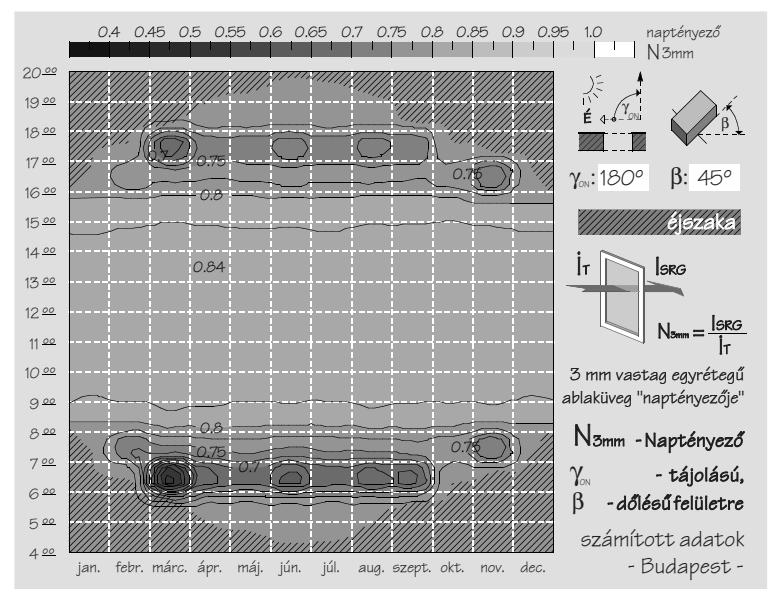 0.4 0.45 0.5 0.55 0.6 0.65 0.7 0.75 0.8 0.85 0.9 0.95 1.0
naptényező
N3mm
20 00
19 00
18 00
17 00
16 00
15 00
14 00
13 00
12 00
11 00
10 00
9 00
8 00
7 00
6 00
5 00
4 00
0.7
0.75
0.75
0.8
0.84
0.8
0.75
0.75
0.7
jan. febr. márc. ápr. máj. jún. júl. aug. szept. okt. nov. dec.
É
γON
β
γON: 180° β: 45°
éjszaka
IT ISRG
N3mm = ISRG / IT
3 mm vastag egyrétegű
ablaküveg "naptényezője"
N3mm - Naptényező
γON - tájolású,
β - dőlésű felületre
számított adatok
- Budapest -